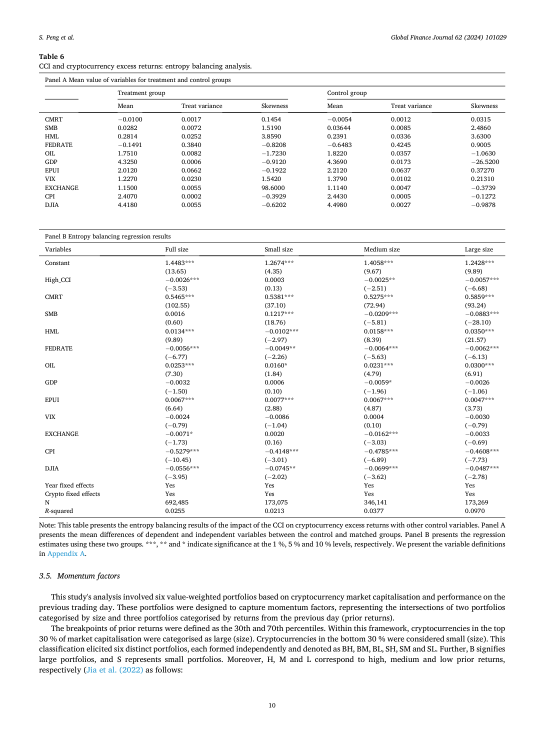 S. Peng et al.
Global Finance Journal 62 (2024) 101029
Table 6
CCI and cryptocurrency excess returns: entropy balancing analysis.
Panel A Mean value of variables for treatment and control groups
Treatment group Control group
Mean Treat variance Skewness Mean Treat variance Skewness
CMRT −0.0100 0.0017 0.1454 −0.0054 0.0012 0.0315
SMB 0.0282 0.0072 1.5190 0.03644 0.0085 2.4860
HML 0.2814 0.0252 3.8590 0.2391 0.0336 3.6300
FEDRATE −0.1491 0.3840 −0.8208 −0.6483 0.4245 0.9005
OIL 1.7510 0.0082 −1.7230 1.8220 0.0357 −1.0630
GDP 4.3250 0.0006 −0.9120 4.3690 0.0173 −26.5200
EPUI 2.0120 0.0662 −0.1922 2.2120 0.0637 0.37270
VIX 1.2270 0.0230 1.5420 1.3790 0.0102 0.21310
EXCHANGE 1.1500 0.0055 98.6000 1.1140 0.0047 −0.3739
CPI 2.4070 0.0002 −0.3929 2.4430 0.0005 −0.1272
DJIA 4.4180 0.0055 −0.6202 4.4980 0.0027 −0.9878
Panel B Entropy balancing regression results
Variables Full size Small size Medium size Large size
Constant 1.4483*** 1.2674*** 1.4058*** 1.2428***
(13.65) (4.35) (9.67) (9.89)
High_CCI −0.0026*** 0.0003 −0.0025** −0.0057***
(−3.53) (0.13) (−2.51) (−6.68)
CMRT 0.5465*** 0.5381*** 0.5275*** 0.5859***
(102.55) (37.10) (72.94) (93.24)
SMB 0.0016 0.1217*** −0.0209*** −0.0883***
(0.60) (18.76) (−5.81) (−28.10)
HML 0.0134*** −0.0102*** 0.0158*** 0.0350***
(9.89) (−2.97) (8.39) (21.57)
FEDRATE −0.0056*** −0.0049** −0.0064*** −0.0062***
(−6.77) (−2.26) (−5.63) (−6.13)
OIL 0.0253*** 0.0160* 0.0231*** 0.0300***
(7.30) (1.84) (4.79) (6.91)
GDP −0.0032 0.0006 −0.0059* −0.0026
(−1.50) (0.10) (−1.96) (−1.06)
EPUI 0.0067*** 0.0077*** 0.0067*** 0.0047***
(6.64) (2.88) (4.87) (3.73)
VIX −0.0024 −0.0086 0.0004 −0.0030
(−0.79) (−1.04) (0.10) (−0.79)
EXCHANGE −0.0071* 0.0020 −0.0162*** −0.0033
(−1.73) (0.16) (−3.03) (−0.69)
CPI −0.5279*** −0.4148*** −0.4785*** −0.4608***
(−10.45) (−3.01) (−6.89) (−7.73)
DJIA −0.0556*** −0.0745** −0.0699*** −0.0487***
(−3.95) (−2.02) (−3.62) (−2.78)
Year fixed effects Yes Yes Yes Yes
Crypto fixed effects Yes Yes Yes Yes
N 692,485 173,075 346,141 173,269
R-squared 0.0255 0.0213 0.0377 0.0970
Note: This table presents the entropy balancing results of the impact of the CCI on cryptocurrency excess returns with other control variables. Panel A
presents the mean differences of dependent and independent variables between the control and matched groups. Panel B presents the regression
estimates using these two groups. ***, ** and * indicate significance at the 1 %, 5 % and 10 % levels, respectively. We present the variable definitions
in Appendix A.
3.5. Momentum factors
This study's analysis involved six value-weighted portfolios based on cryptocurrency market capitalisation and performance on the
previous trading day. These portfolios were designed to capture momentum factors, representing the intersections of two portfolios
categorised by size and three portfolios categorised by returns from the previous day (prior returns).
The breakpoints of prior returns were defined as the 30th and 70th percentiles. Within this framework, cryptocurrencies in the top
30 % of market capitalisation were categorised as large (size). Cryptocurrencies in the bottom 30 % were considered small (size). This
classification elicited six distinct portfolios, each formed independently and denoted as BH, BM, BL, SH, SM and SL. Further, B signifies
large portfolios, and S represents small portfolios. Moreover, H, M and L correspond to high, medium and low prior returns,
respectively (Jia et al. (2022) as follows:
10